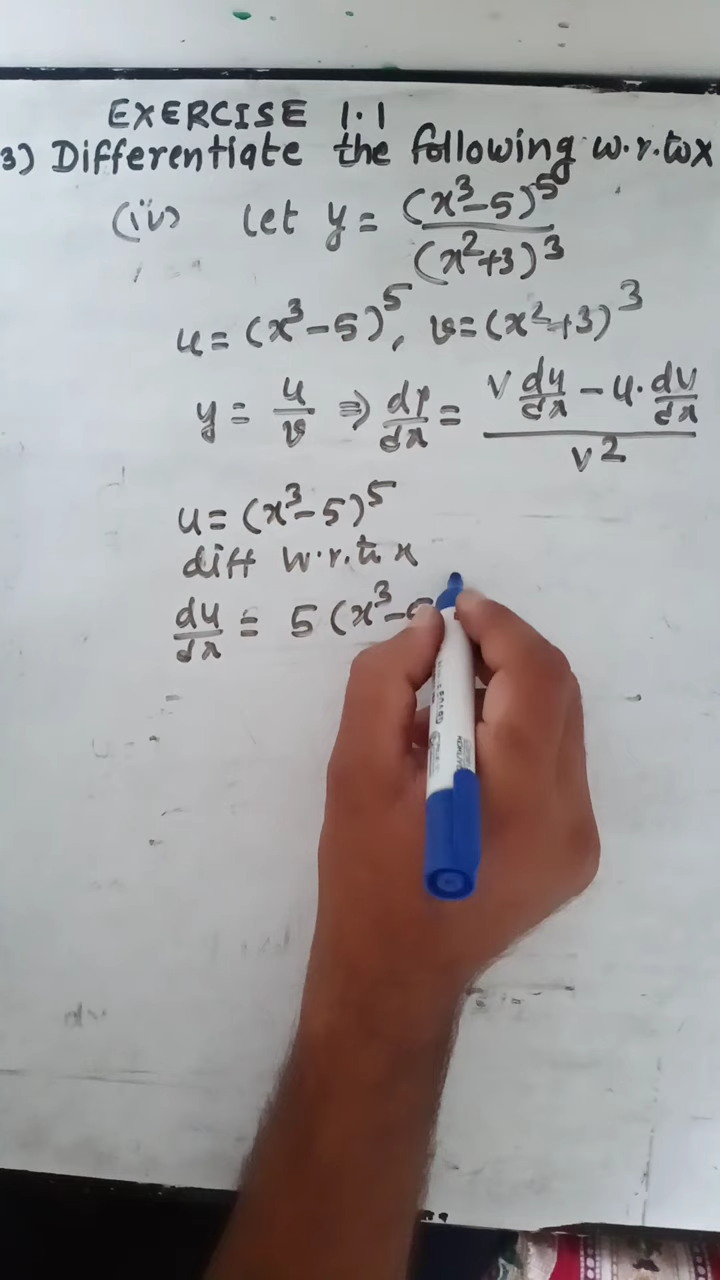 EXERCISE 1.1
3) Differentiate the following w.r.to x
(iv) Let y = (x³-5)⁵ / (x²+3)³
u = (x³-5)⁵, v = (x²+3)³
y = u/v ⇒ dy/dx = (v du/dx - u. dv/dx) / v²
u = (x³-5)⁵
diff w.r.to x
du/dx = 5 (x³-